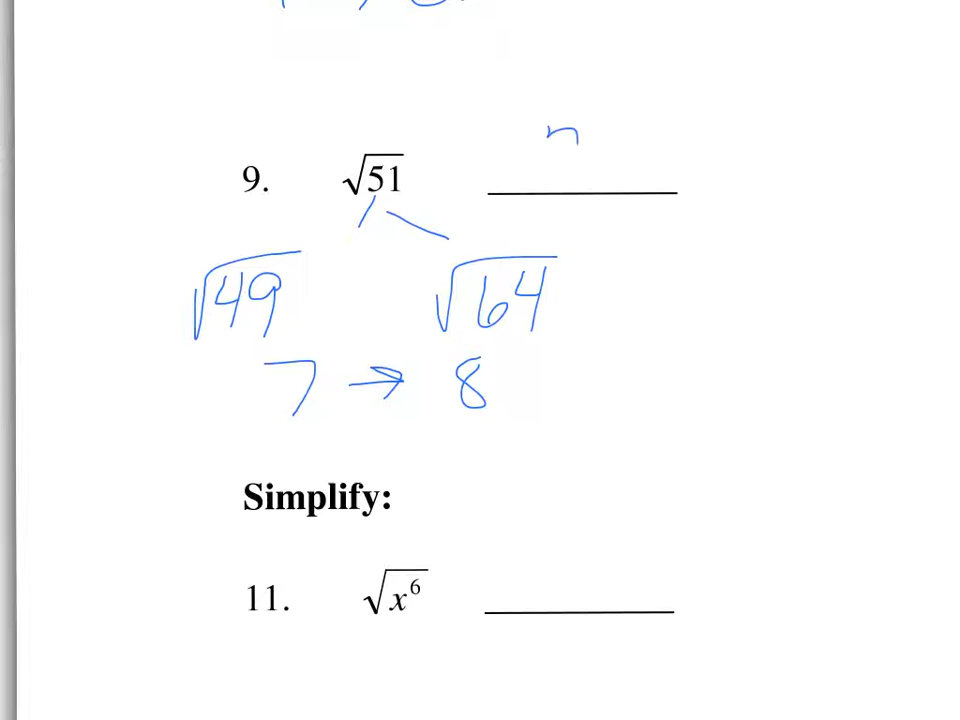 9. √51
√49 √64
7 → 8
Simplify:
11. √x⁶